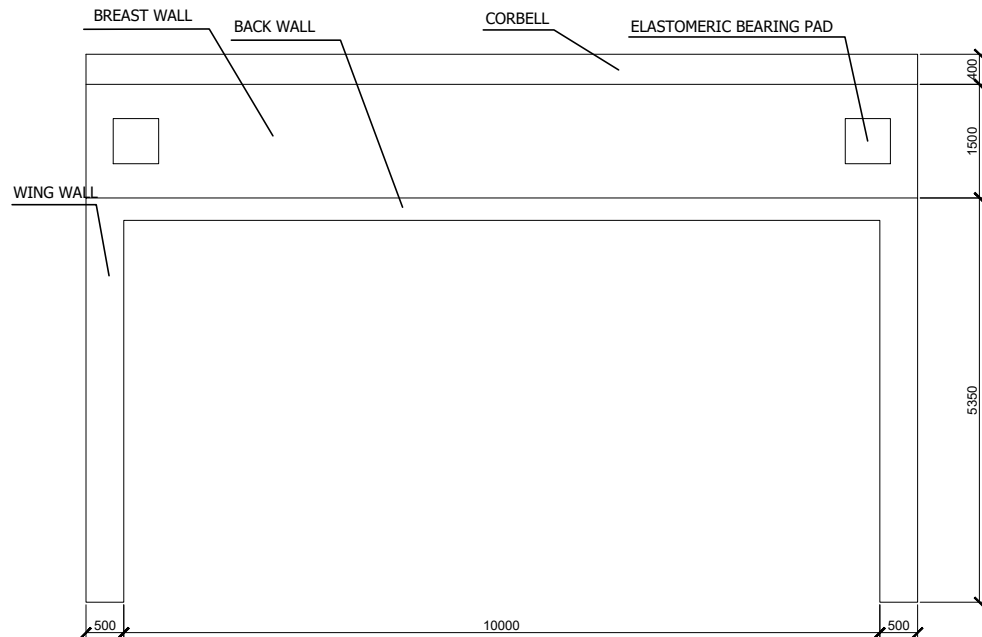 BREAST WALL
BACK WALL
CORBELL
ELASTOMERIC BEARING PAD
400
1500
WING WALL
5350
500
10000
500